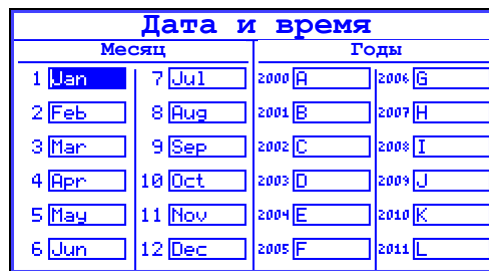 Дата и время
Месяц Годы
1 Jan 7 Jul 2000 A 2006 G
2 Feb 8 Aug 2001 B 2007 H
3 Mar 9 Sep 2002 C 2008 I
4 Apr 10 Oct 2003 D 2009 J
5 May 11 Nov 2004 E 2010 K
6 Jun 12 Dec 2005 F 2011 L